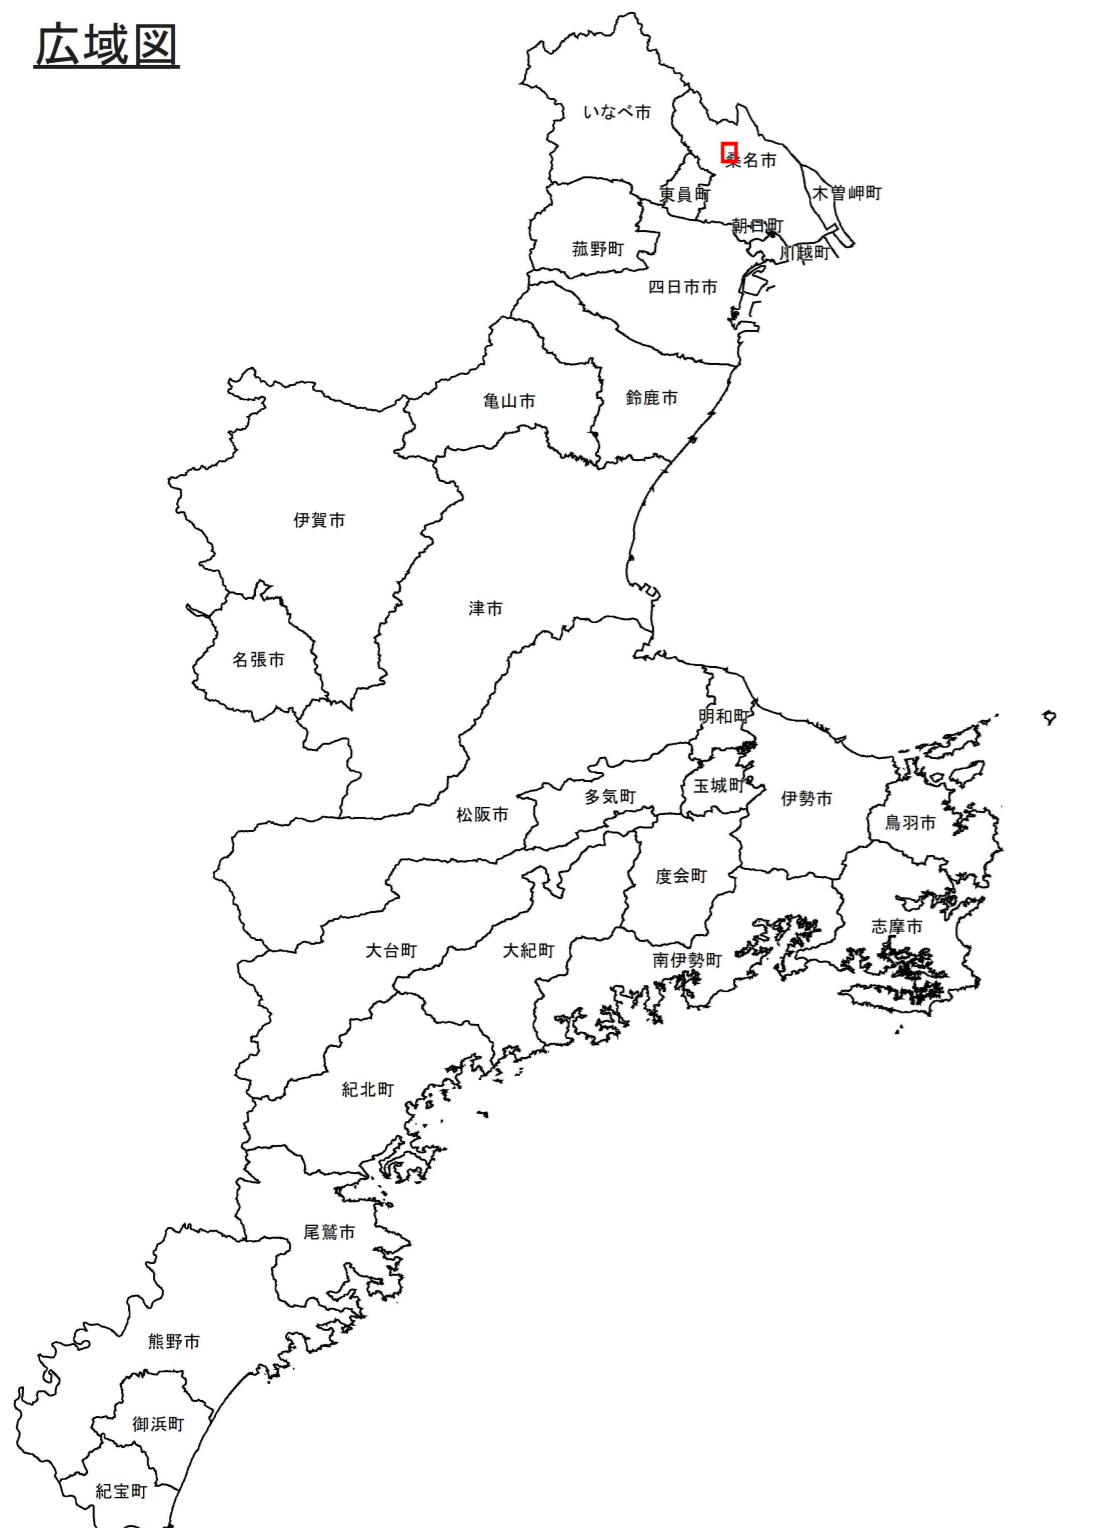 広域図
いなべ市
桑名市
東員町
木曽岬町
朝日町
菰野町
川越町
四日市市
亀山市
鈴鹿市
伊賀市
津市
名張市
明和町
玉城町
多気町
伊勢市
松阪市
鳥羽市
度会町
志摩市
大台町
大紀町
南伊勢町
紀北町
尾鷲市
熊野市
御浜町
紀宝町